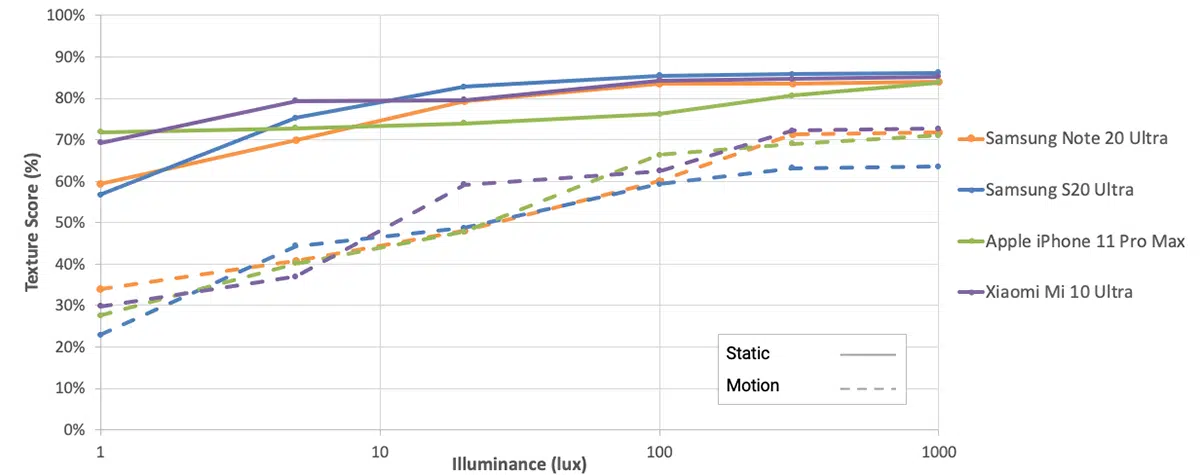 100%
90%
80%
70%
60%
50%
40%
30%
20%
10%
0%
Texture Score (%)
1
10
100
1000
Illuminance (lux)
Static
Motion
Samsung Note 20 Ultra
Samsung S20 Ultra
Apple iPhone 11 Pro Max
Xiaomi Mi 10 Ultra